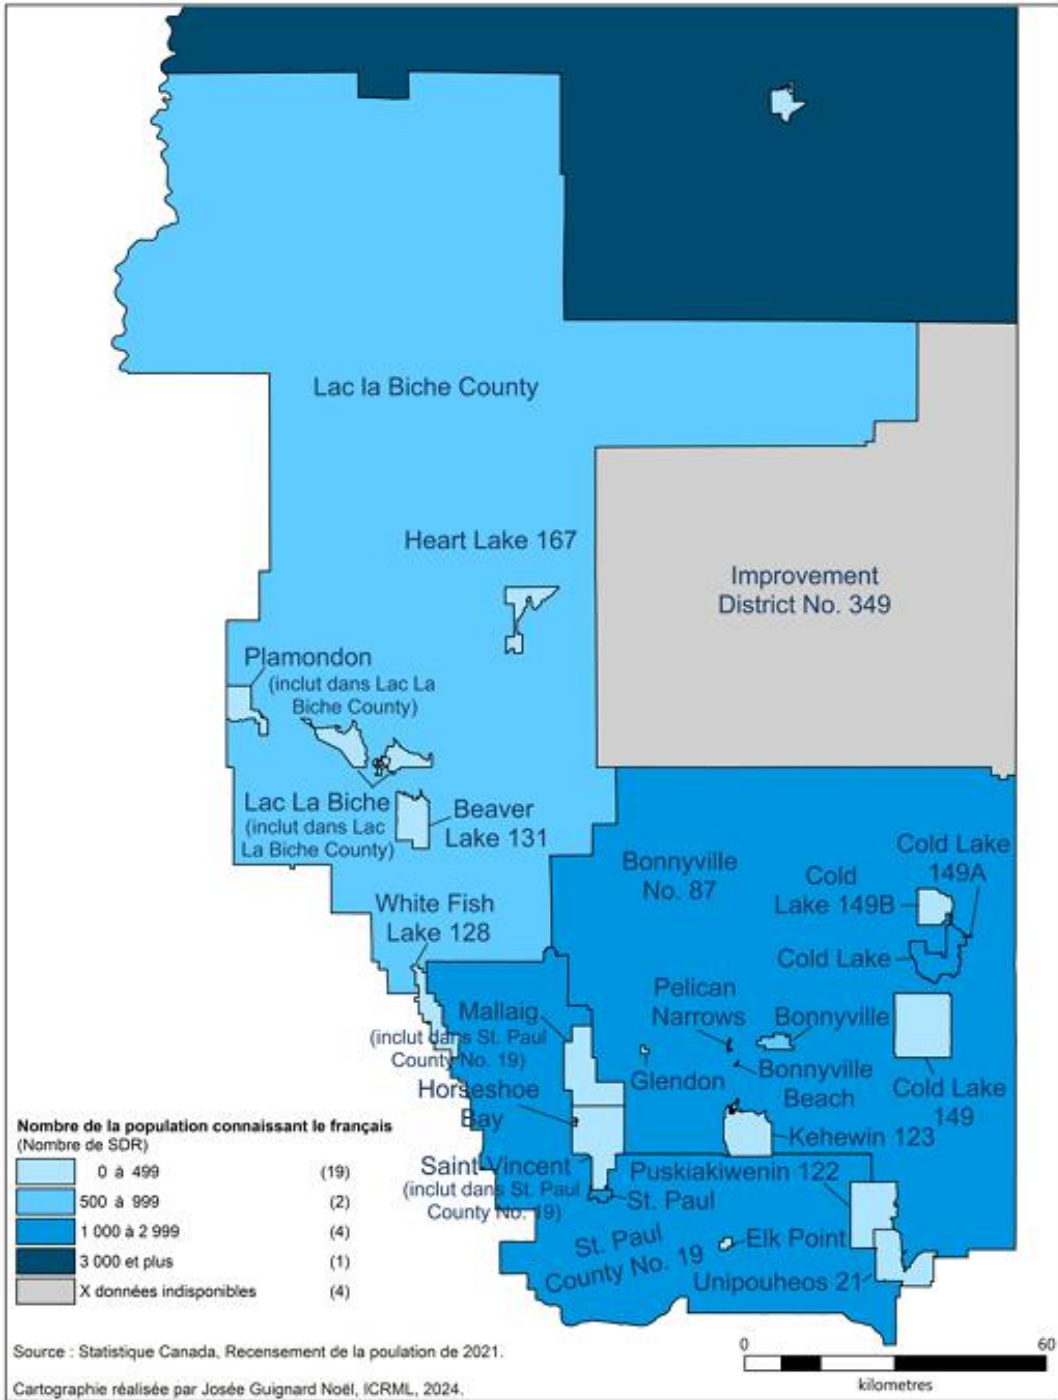 Lac la Biche County
Heart Lake 167
Improvement
District No. 349
Plamondon
(inclut dans Lac La
Biche County)
Lac La Biche
(inclut dans Lac
La Biche County)
Beaver
Lake 131
Bonnyville
No. 87
Cold Lake
149A
Cold
Lake 149B
White Fish
Lake 128
Cold Lake
Pelican
Narrows
Bonnyville
Mallaig
(inclut dans St. Paul
County No. 19)
Glendon
Bonnyville
Beach
Cold Lake
149
Horseshoe
Bay
Kehewin 123
Saint Vincent
(inclut dans St. Paul
County No. 19)
Puskiakiwenin 122
St. Paul
St. Paul
County No. 19
Elk Point
Unipouheos 21
Nombre de la population connaissant le français
(Nombre de SDR)
0 à 499 (19)
500 à 999 (2)
1 000 à 2 999 (4)
3 000 et plus (1)
X données indisponibles (4)
Source : Statistique Canada, Recensement de la poulation de 2021.
Cartographie réalisée par Josée Guignard Noël, ICRML, 2024.
0 60
kilometres